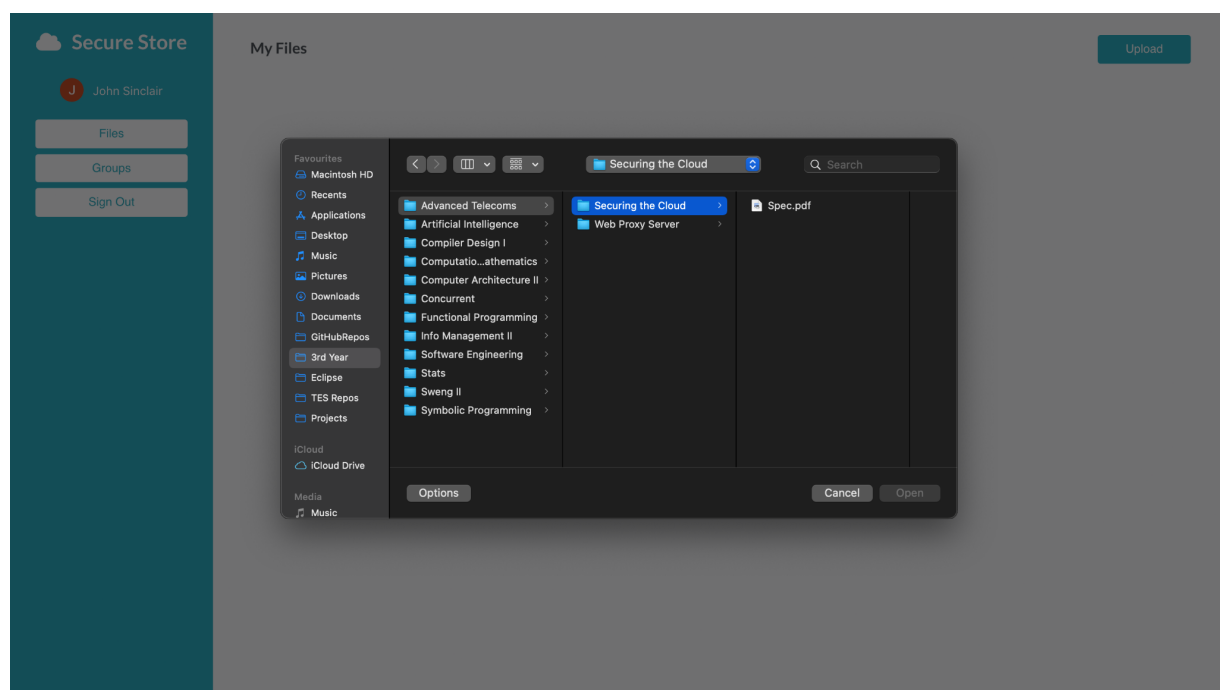 Secure Store
J
John Sinclair
Files
Groups
Sign Out
My Files
Upload
Favourites
Macintosh HD
Recents
Applications
Desktop
Music
Pictures
Downloads
Documents
GitHubRepos
3rd Year
Eclipse
TES Repos
Projects
iCloud
iCloud Drive
Media
Music
Securing the Cloud
Search
Advanced Telecoms
Artificial Intelligence
Compiler Design I
Computatio...athematics
Computer Architecture II
Concurrent
Functional Programming
Info Management II
Software Engineering
Stats
Sweng II
Symbolic Programming
Securing the Cloud
Web Proxy Server
Spec.pdf
Options
Cancel
Open